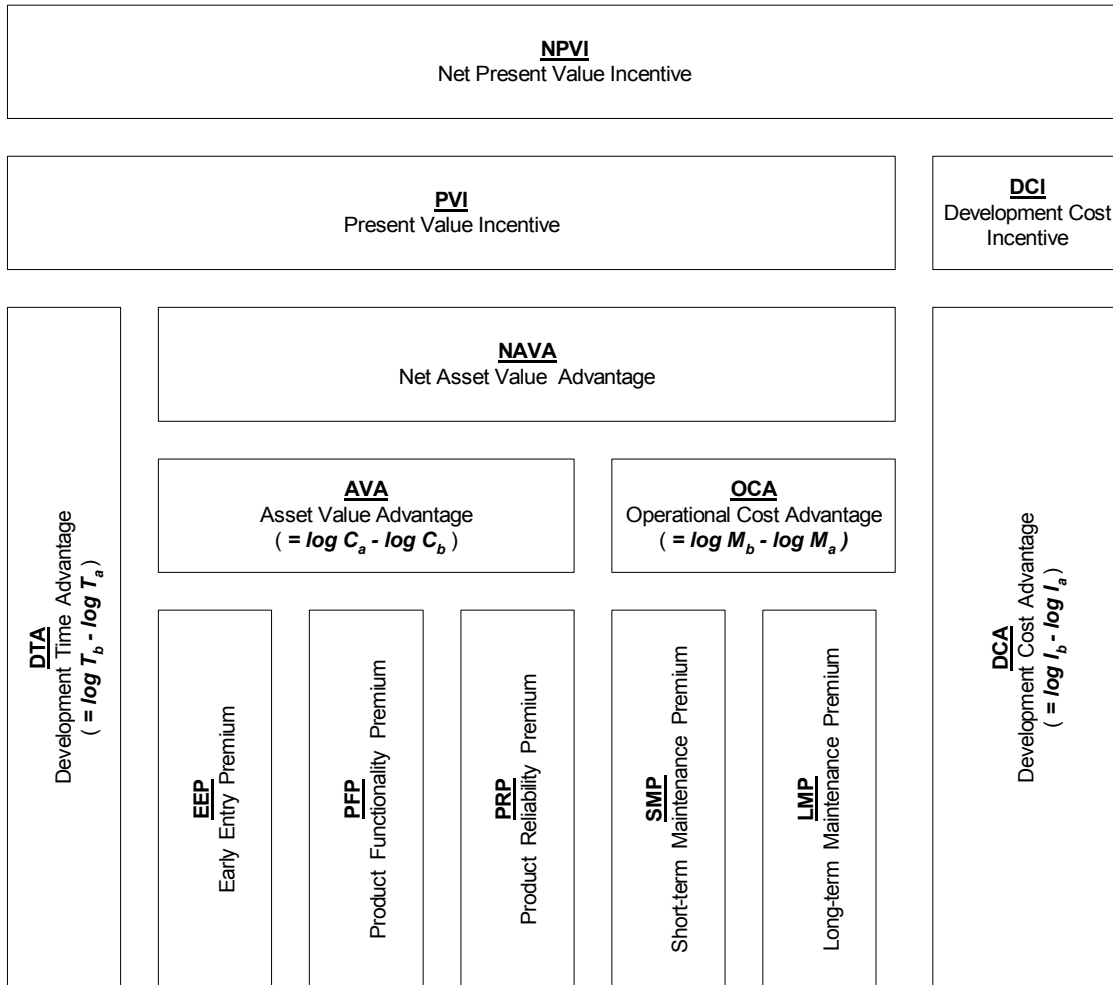 NPVI
Net Present Value Incentive
PVI
Present Value Incentive
DCI
Development Cost
Incentive
NAVA
Net Asset Value Advantage
AVA
Asset Value Advantage
( = log C_a - log C_b )
OCA
Operational Cost Advantage
( = log M_b - log M_a )
DTA
Development Time Advantage
( = log T_b - log T_a )
EEP
Early Entry Premium
PFP
Product Functionality Premium
PRP
Product Reliability Premium
SMP
Short-term Maintenance Premium
LMP
Long-term Maintenance Premium
DCA
Development Cost Advantage
( = log I_b - log I_a )